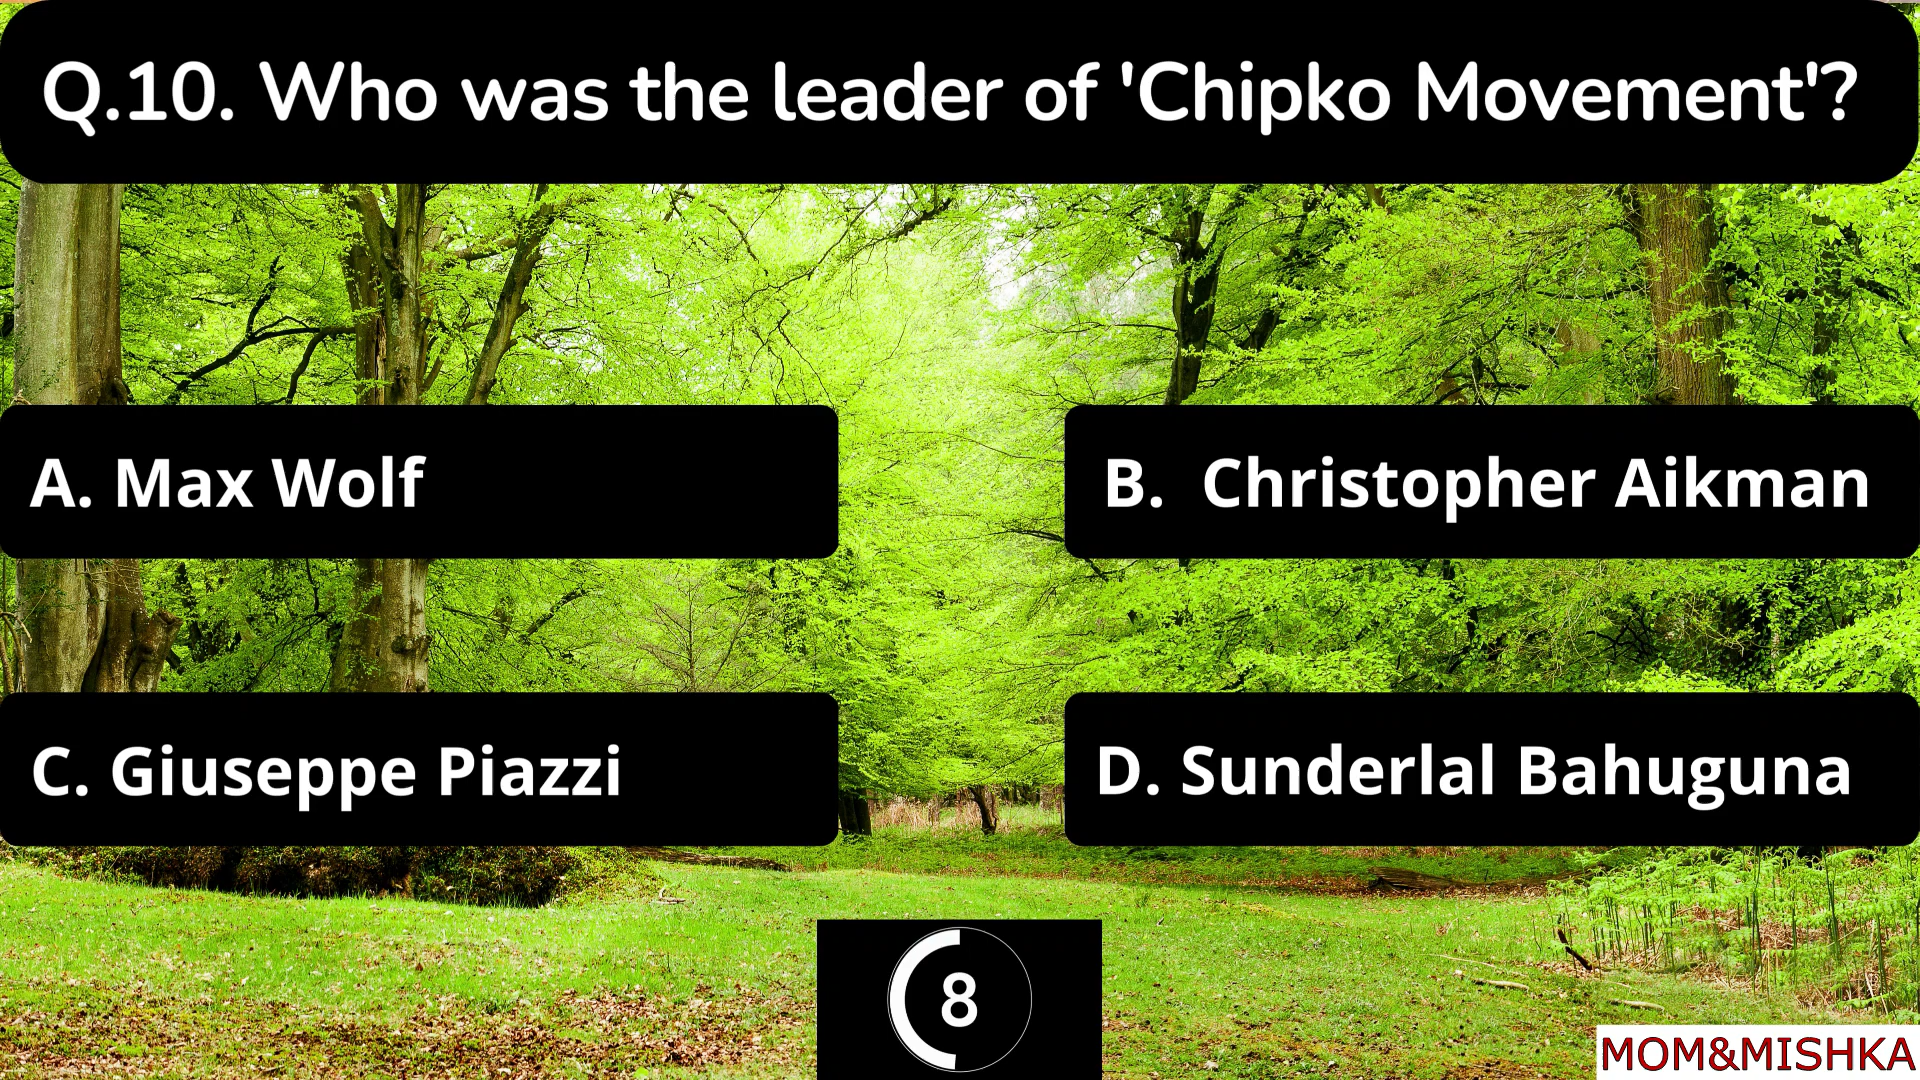 Q.10. Who was the leader of 'Chipko Movement'?
A. Max Wolf
B. Christopher Aikman
C. Giuseppe Piazzi
D. Sunderlal Bahuguna
8
MOM&MISHKA